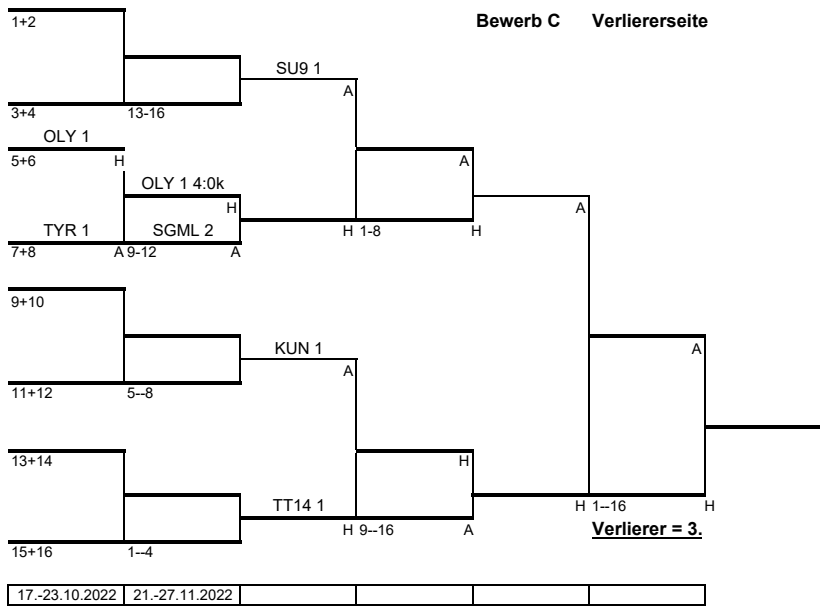 Bewerb C Verliererseite
1+2
SU9 1
A
3+4 13-16
OLY 1
5+6 H A
OLY 1 4:0k
H A
TYR 1 SGML 2 H 1-8 H
7+8 A 9-12 A
9+10
KUN 1 A
A
11+12 5--8
13+14 H
TT14 1 H 1--16 H
H 9--16 A Verlierer = 3.
15+16 1--4
17.-23.10.2022 21.-27.11.2022